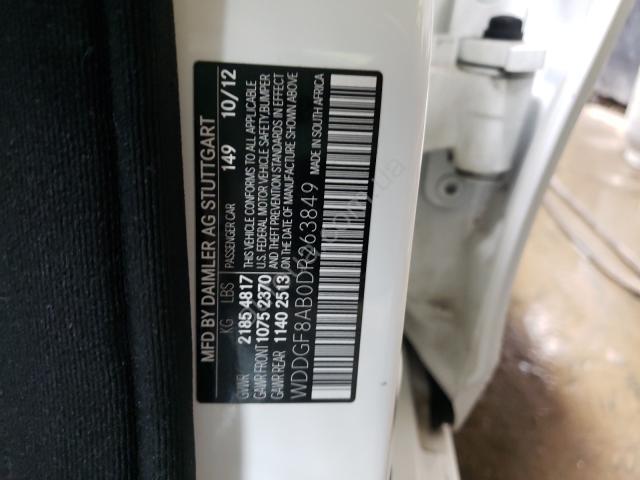 MFD BY DAIMLER AG STUTTGART
KG LBS PASSENGER CAR 149 10/12
GVWR 2185 4817 THIS VEHICLE CONFORMS TO ALL APPLICABLE
GAWR FRONT 1075 2370 U.S. FEDERAL MOTOR VEHICLE SAFETY,BUMPER
GAWR REAR 1140 2513 AND THEFT PREVENTION STANDARDS IN EFFECT
ON THE DATE OF MANUFACTURE SHOWN ABOVE
WDDGF8AB0DR263849 MADE IN SOUTH AFRICA